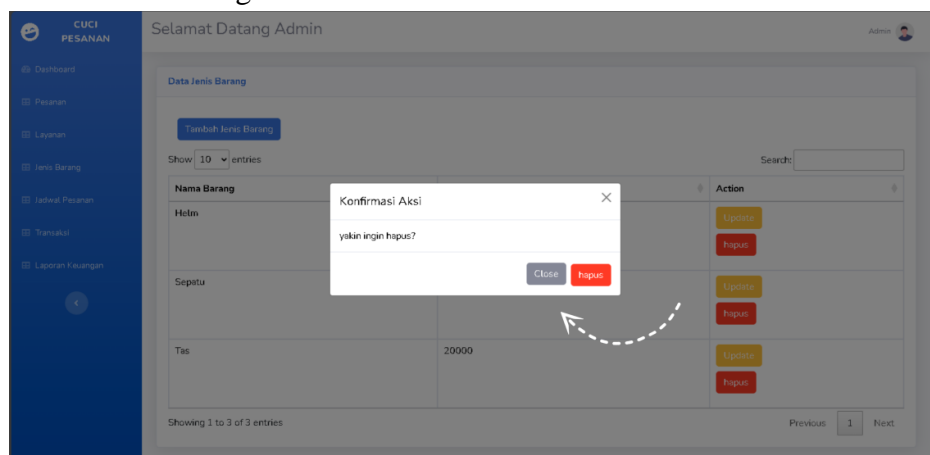 CUCI
PESANAN
Selamat Datang Admin
Admin
Dashboard
Pesanan
Layanan
Jenis Barang
Jadwal Pesanan
Transaksi
Laporan Keuangan
Data Jenis Barang
Tambah Jenis Barang
Show 10 entries
Search:
Nama Barang
Action
Helm
Update
hapus
Konfirmasi Aksi
yakin ingin hapus?
Close hapus
Sepatu
Update
hapus
Tas 20000
Update
hapus
Showing 1 to 3 of 3 entries
Previous 1 Next